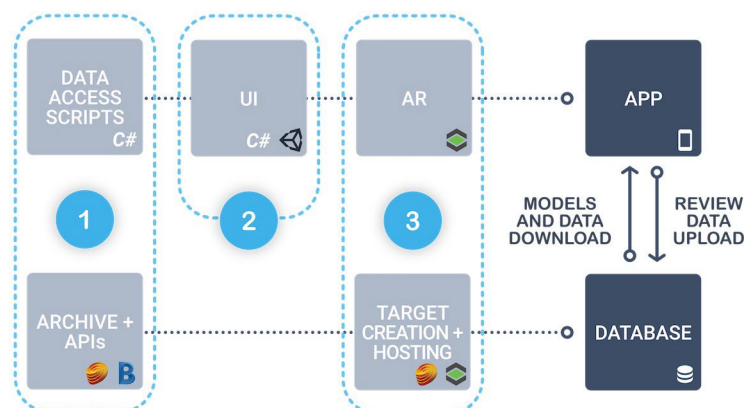 DATA
ACCESS
SCRIPTS
C#
UI
C#
AR
APP
1
2
3
MODELS
AND DATA
DOWNLOAD
REVIEW
DATA
UPLOAD
ARCHIVE +
APIs
B
TARGET
CREATION +
HOSTING
DATABASE